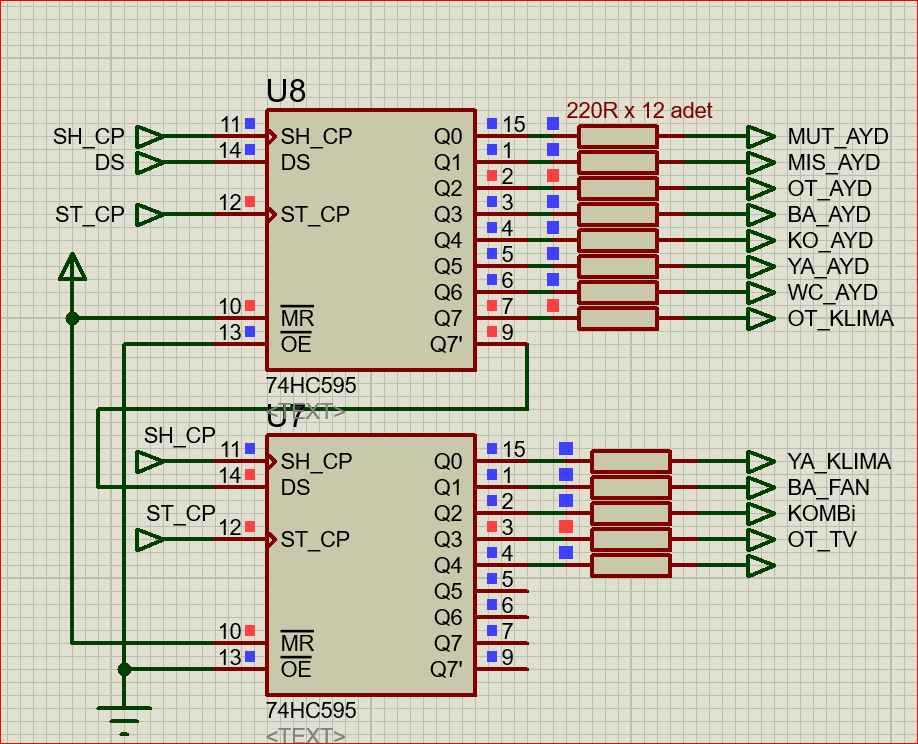 U8
220R x 12 adet
SH_CP 11 SH_CP Q0 15 MUT_AYD
DS 14 DS Q1 1 MIS_AYD
Q2 2 OT_AYD
ST_CP 12 ST_CP Q3 3 BA_AYD
Q4 4 KO_AYD
Q5 5 YA_AYD
Q6 6 WC_AYD
10 MR Q7 7 OT_KLIMA
13 OE Q7' 9
74HC595
<TEXT>
U7
SH_CP 11 SH_CP Q0 15 YA_KLIMA
14 DS Q1 1 BA_FAN
Q2 2 KOMBi
ST_CP 12 ST_CP Q3 3 OT_TV
Q4 4
Q5 5
Q6 6
10 MR Q7 7
13 OE Q7' 9
74HC595
<TEXT>